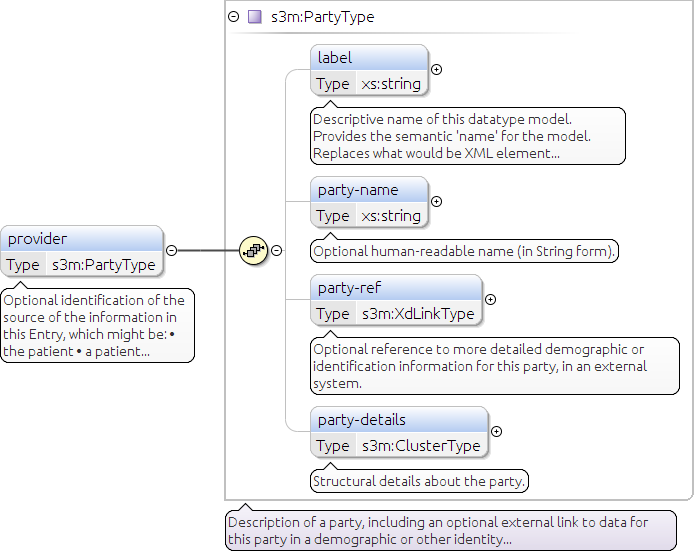 s3m:PartyType
label
Type xs:string
Descriptive name of this datatype model.
Provides the semantic 'name' for the model.
Replaces what would be XML element...
party-name
Type xs:string
Optional human-readable name (in String form).
provider
Type s3m:PartyType
Optional identification of the
source of the information in
this Entry, which might be: •
the patient • a patient...
party-ref
Type s3m:XdLinkType
Optional reference to more detailed demographic or
identification information for this party, in an external
system.
party-details
Type s3m:ClusterType
Structural details about the party.
Description of a party, including an optional external link to data for
this party in a demographic or other identity...